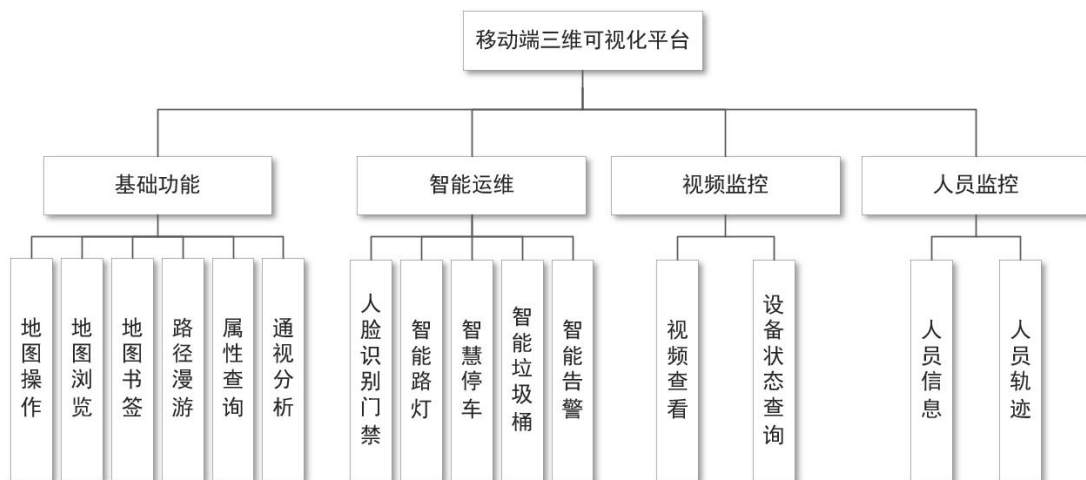 移动端三维可视化平台
基础功能
智能运维
视频监控
人员监控
地图操作
地图浏览
地图书签
路径漫游
属性查询
通视分析
人脸识别门禁
智能路灯
智慧停车
智能垃圾桶
智能告警
视频查看
设备状态查询
人员信息
人员轨迹